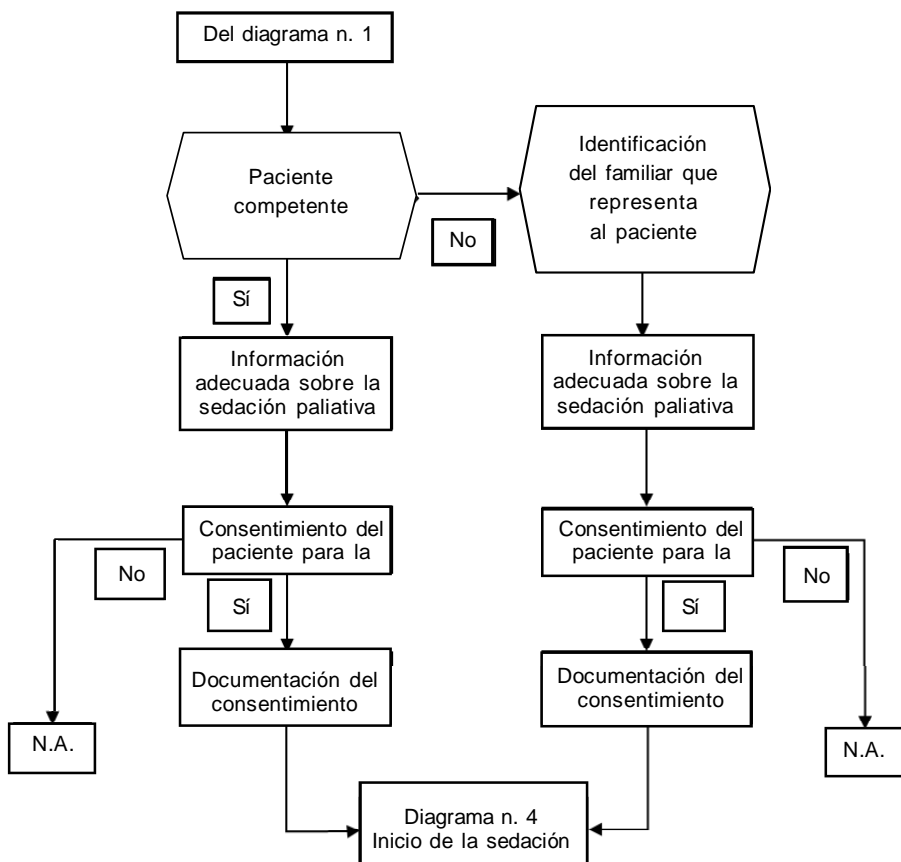 Del diagrama n. 1
Paciente
competente
No
Identificación
del familiar que
representa
al paciente
Sí
Información
adecuada sobre la
sedación paliativa
Información
adecuada sobre la
sedación paliativa
Consentimiento del
paciente para la
No
Sí
Consentimiento del
paciente para la
Sí
No
Documentación del
consentimiento
Documentación del
consentimiento
N.A.
N.A.
Diagrama n. 4
Inicio de la sedación